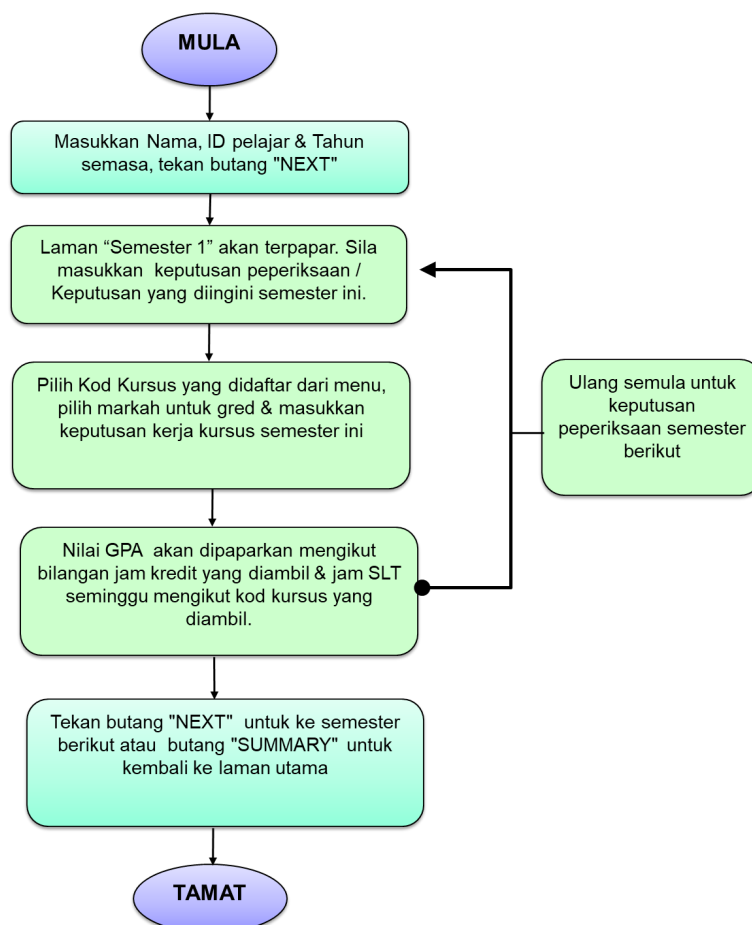 MULA
Masukkan Nama, ID pelajar & Tahun
semasa, tekan butang "NEXT"
Laman “Semester 1” akan terpapar. Sila
masukkan keputusan peperiksaan /
Keputusan yang diingini semester ini.
Pilih Kod Kursus yang didaftar dari menu,
pilih markah untuk gred & masukkan
keputusan kerja kursus semester ini
Ulang semula untuk
keputusan
peperiksaan semester
berikut
Nilai GPA akan dipaparkan mengikut
bilangan jam kredit yang diambil & jam SLT
seminggu mengikut kod kursus yang
diambil.
Tekan butang "NEXT" untuk ke semester
berikut atau butang "SUMMARY" untuk
kembali ke laman utama
TAMAT